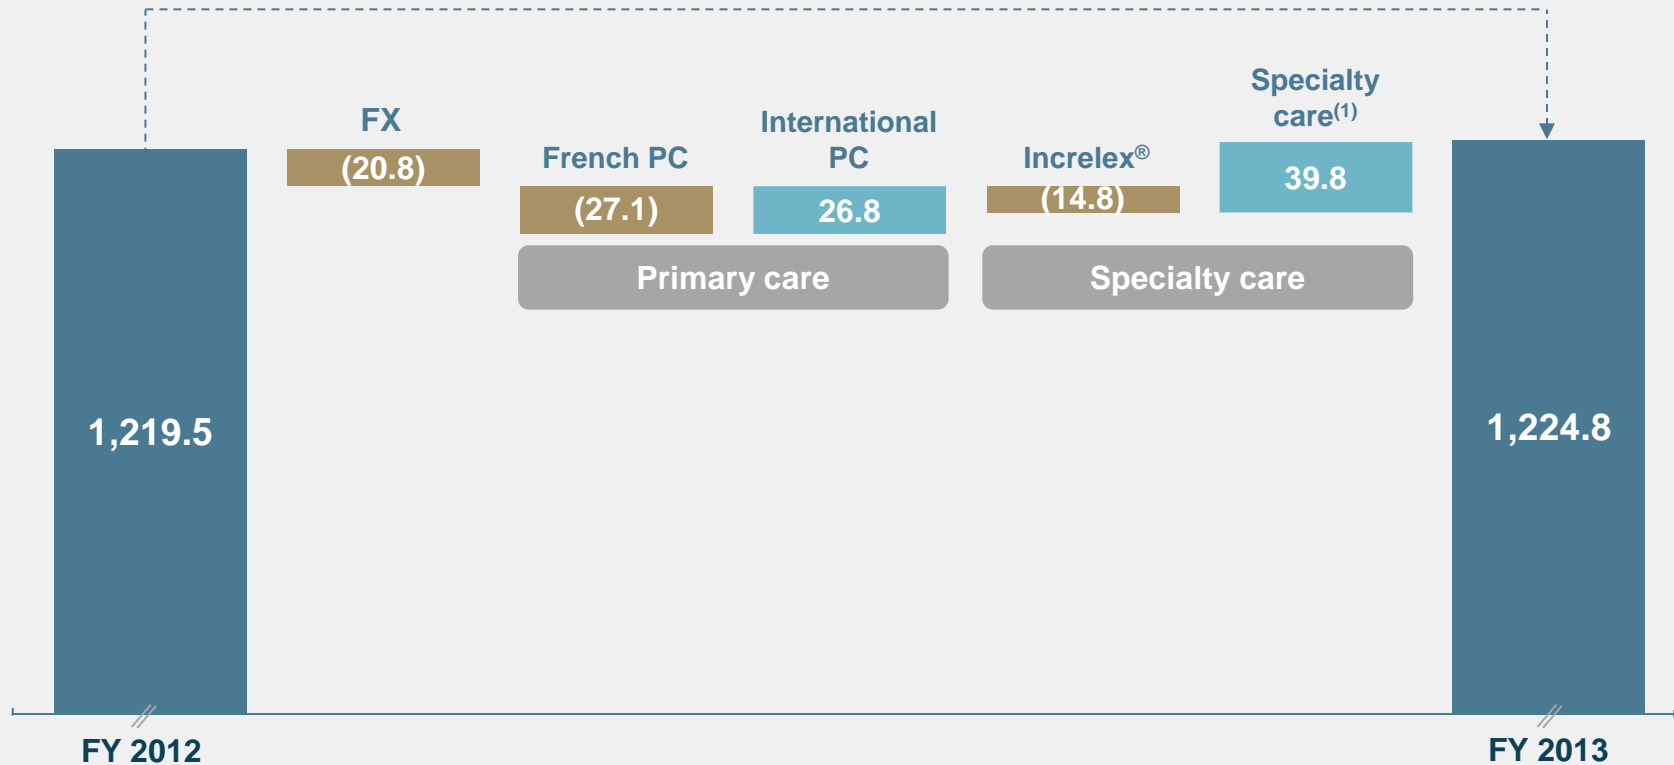 FX
(20.8)
French PC
(27.1)
International
PC
26.8
Primary care
Increlex®
(14.8)
Specialty
care(1)
39.8
Specialty care
1,219.5
1,224.8
FY 2012
FY 2013